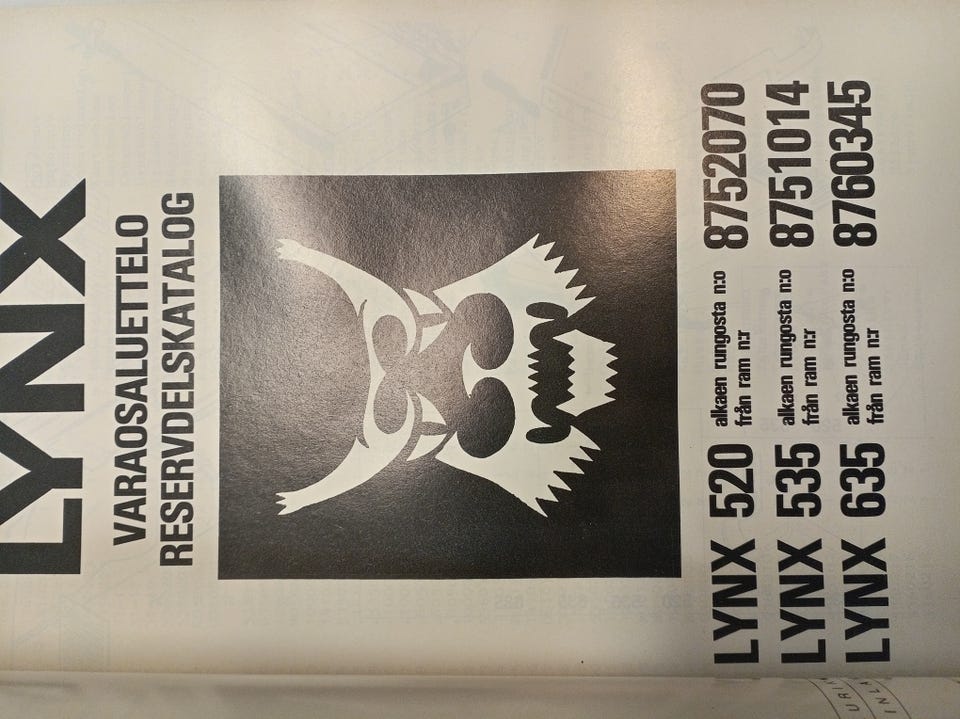 LYNX
VARAOSALUETTELO
RESERVDELSKATALOG
LYNX 520 alkaen rungosta n:o 8752070
från ram n:r
LYNX 535 alkaen rungosta n:o 8751014
från ram n:r
LYNX 635 alkaen rungosta n:o 8760345
från ram n:r